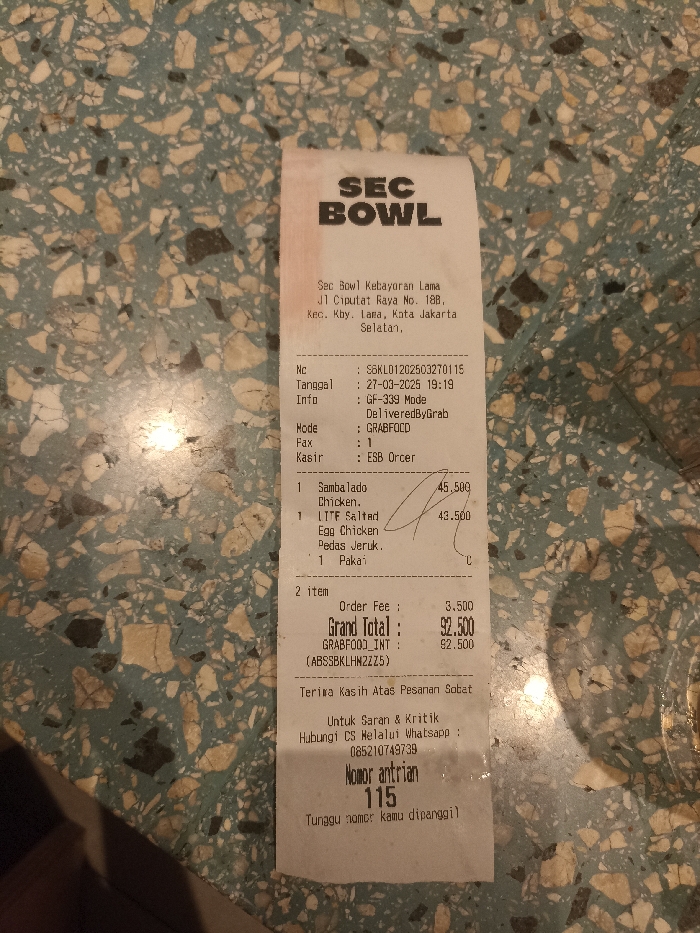 SEC
BOWL
Sec Bowl Kebayoran Lama
Jl Ciputat Raya No. 18B,
Kec. Kby. Lama, Kota Jakarta
Selatan,
No : SBKL01202503270115
Tanggal : 27-03-2025 19:19
Info : GF-339 Mode
DeliveredByGrab
Mode : GRABFOOD
Pax : 1
Kasir : ESB Order
1 Sambalado 45.500
Chicken.
1 LITE Salted 43.500
Egg Chicken
Pedas Jeruk.
1 Pakai 0
2 item
Order Fee : 3.500
Grand Total : 92.500
GRABFOOD_INT : 92.500
(ABSSBKLHW2ZZ5)
Terima Kasih Atas Pesanan Sobat
Untuk Saran & Kritik
Hubungi CS Melalui Whatsapp :
085210749739
Nomor antrian
115
Tunggu nomor kamu dipanggil